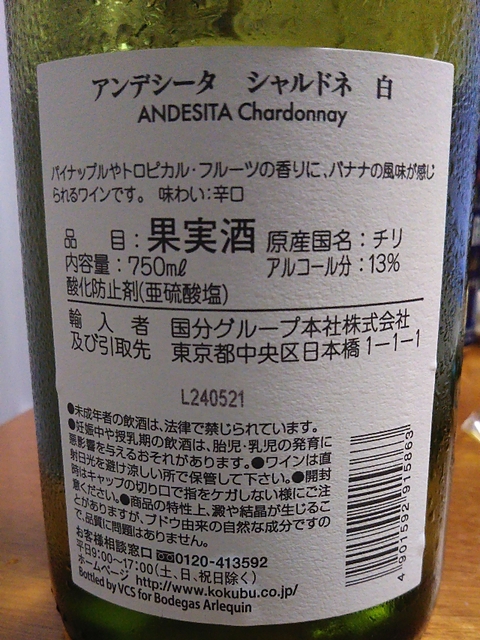 アンデシータ　シャルドネ　白
ANDESITA Chardonnay
パイナップルやトロピカル・フルーツの香りに、バナナの風味が感じ
られるワインです。 味わい：辛口
品　目：果実酒 原産国名：チリ
内容量：750mℓ アルコール分：13%
酸化防止剤(亜硫酸塩)
輸入者　国分グループ本社株式会社
及び引取先　東京都中央区日本橋1-1-1
L240521
●未成年者の飲酒は、法律で禁じられています。
●妊娠中や授乳期の飲酒は、胎児・乳児の発育に
悪影響を与えるおそれがあります。●ワインは直
射日光を避け涼しい所で保管して下さい。●開封
時はキャップの切り口で指をケガしない様にご注
意ください。●商品の特性上、澱や結晶が生じるこ
とがありますが、ブドウ由来の自然な成分ですの
で、品質に問題はありません。
お客様相談窓口 0120-413592
平日9:00～17:00(土、日、祝日除く)
ホームページ http://www.kokubu.co.jp/
Bottled by VCS for Bodegas Arlequin
4 901592 915863